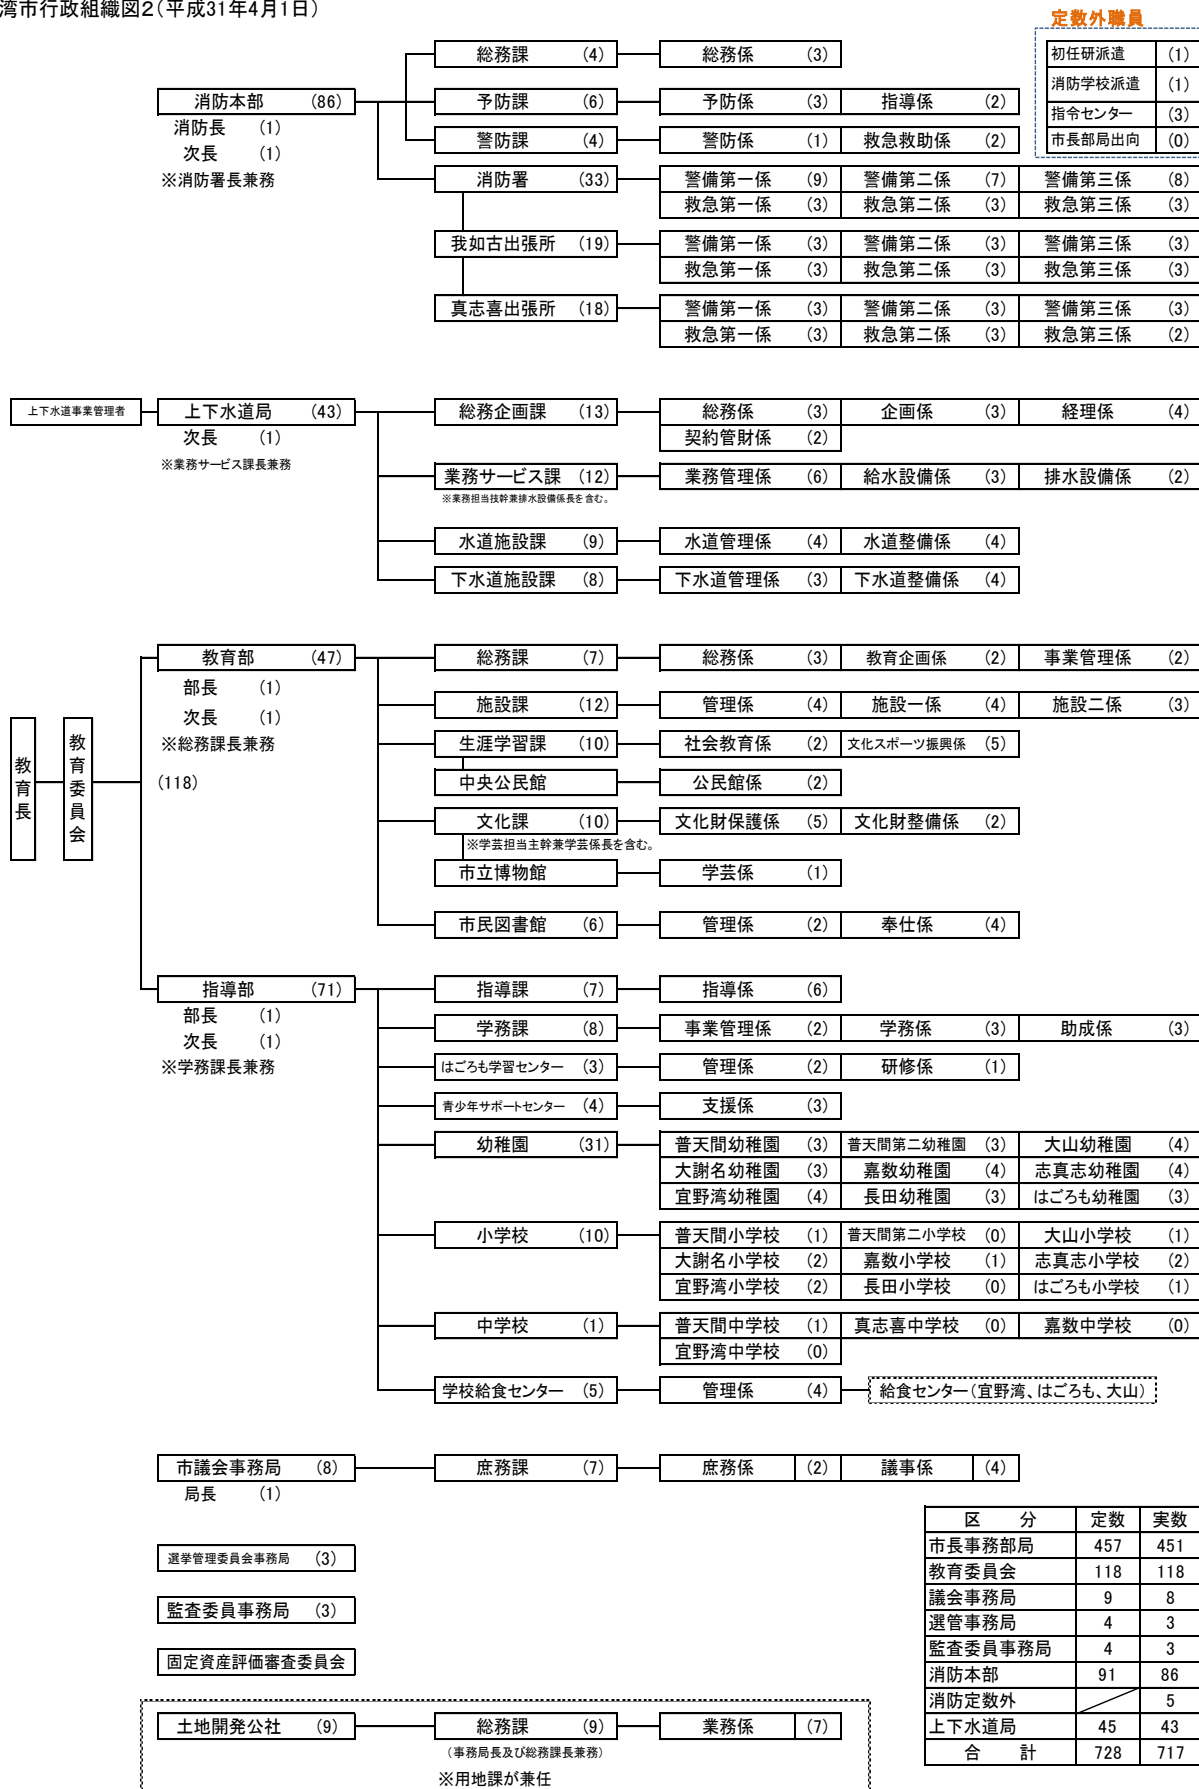 湾市行政組織図2(平成31年4月1日)
定数外職員
初任研派遣 (1)
消防学校派遣 (1)
指令センター (3)
市長部局出向 (0)
総務課 (4) 総務係 (3)
消防本部 (86) 予防課 (6) 予防係 (3) 指導係 (2)
消防長 (1)
次長 (1)
※消防署長兼務
警防課 (4) 警防係 (1) 救急救助係 (2)
消防署 (33) 警備第一係 (9) 警備第二係 (7) 警備第三係 (8)
救急第一係 (3) 救急第二係 (3) 救急第三係 (3)
我如古出張所 (19) 警備第一係 (3) 警備第二係 (3) 警備第三係 (3)
救急第一係 (3) 救急第二係 (3) 救急第三係 (3)
真志喜出張所 (18) 警備第一係 (3) 警備第二係 (3) 警備第三係 (3)
救急第一係 (3) 救急第二係 (3) 救急第三係 (2)
上下水道事業管理者 上下水道局 (43) 総務企画課 (13) 総務係 (3) 企画係 (3) 経理係 (4)
次長 (1) 契約管財係 (2)
※業務サービス課長兼務
業務サービス課 (12) 業務管理係 (6) 給水設備係 (3) 排水設備係 (2)
※業務担当技幹兼排水設備係長を含む。
水道施設課 (9) 水道管理係 (4) 水道整備係 (4)
下水道施設課 (8) 下水道管理係 (3) 下水道整備係 (4)
教育長
教育委員会
教育部 (47) 総務課 (7) 総務係 (3) 教育企画係 (2) 事業管理係 (2)
部長 (1)
次長 (1)
※総務課長兼務
(118)
施設課 (12) 管理係 (4) 施設一係 (4) 施設二係 (3)
生涯学習課 (10) 社会教育係 (2) 文化スポーツ振興係 (5)
中央公民館 公民館係 (2)
文化課 (10) 文化財保護係 (5) 文化財整備係 (2)
※学芸担当主幹兼学芸係長を含む。
市立博物館 学芸係 (1)
市民図書館 (6) 管理係 (2) 奉仕係 (4)
指導部 (71) 指導課 (7) 指導係 (6)
部長 (1)
次長 (1)
※学務課長兼務
学務課 (8) 事業管理係 (2) 学務係 (3) 助成係 (3)
はごろも学習センター (3) 管理係 (2) 研修係 (1)
青少年サポートセンター (4) 支援係 (3)
幼稚園 (31) 普天間幼稚園 (3) 普天間第二幼稚園 (3) 大山幼稚園 (4)
大謝名幼稚園 (3) 嘉数幼稚園 (4) 志真志幼稚園 (4)
宜野湾幼稚園 (4) 長田幼稚園 (3) はごろも幼稚園 (3)
小学校 (10) 普天間小学校 (1) 普天間第二小学校 (0) 大山小学校 (1)
大謝名小学校 (2) 嘉数小学校 (1) 志真志小学校 (2)
宜野湾小学校 (2) 長田小学校 (0) はごろも小学校 (1)
中学校 (1) 普天間中学校 (1) 真志喜中学校 (0) 嘉数中学校 (0)
宜野湾中学校 (0)
学校給食センター (5) 管理係 (4) 給食センター(宜野湾、はごろも、大山)
市議会事務局 (8) 庶務課 (7) 庶務係 (2) 議事係 (4)
局長 (1)
選挙管理委員会事務局 (3)
監査委員事務局 (3)
固定資産評価審査委員会
土地開発公社 (9) 総務課 (9) 業務係 (7)
(事務局長及び総務課長兼務)
※用地課が兼任
区 分 定数 実数
市長事務部局 457 451
教育委員会 118 118
議会事務局 9 8
選管事務局 4 3
監査委員事務局 4 3
消防本部 91 86
消防定数外 5
上下水道局 45 43
合 計 728 717